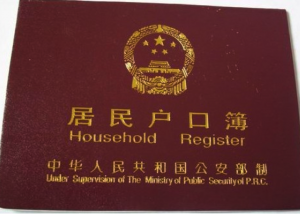 居民户口簿
Household Register
中华人民共和国公安部制
Under Supervision of The Ministry of Public Security of P.R.C.